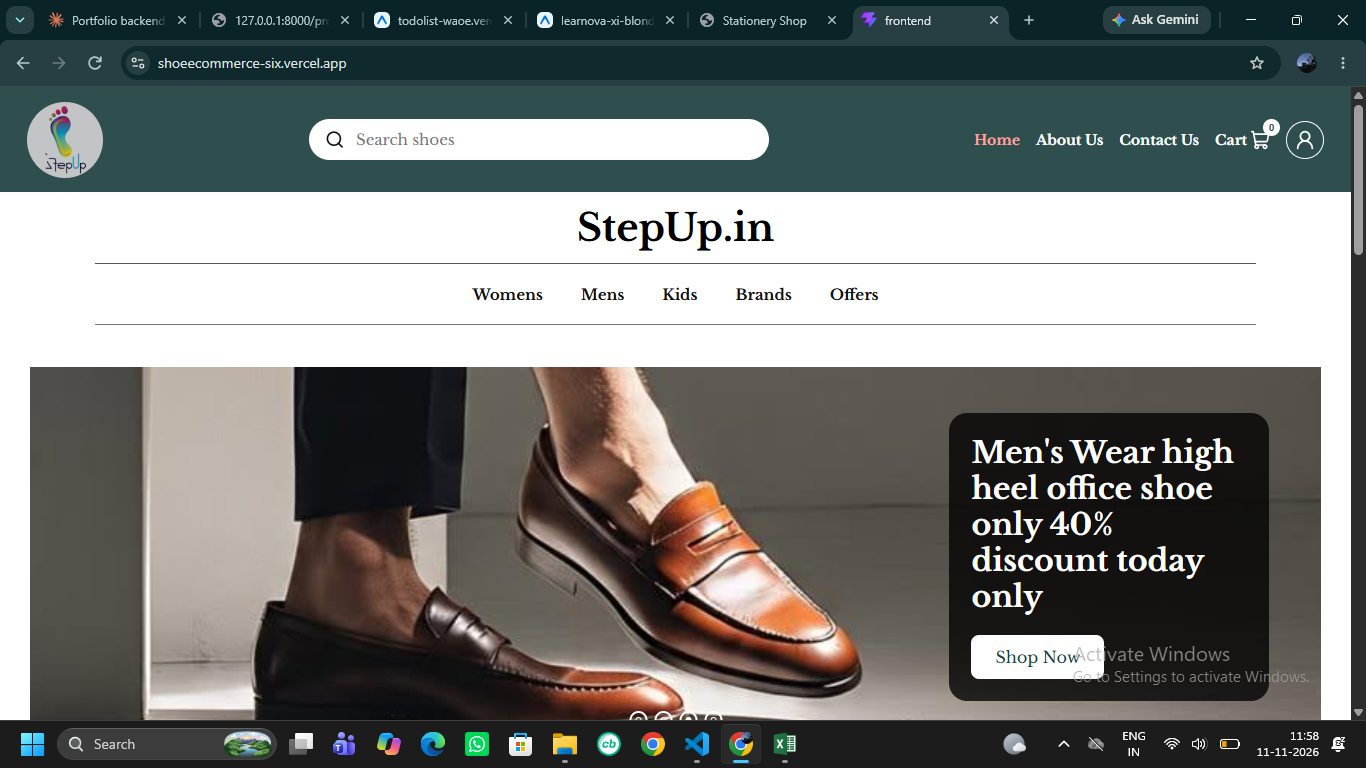 Portfolio backend
127.0.0.1:8000/pr
todolist-waoe.ver
learnova-xi-blond
Stationery Shop
frontend
Ask Gemini
shoeecommerce-six.vercel.app
StepUp
Search shoes
Home
About Us
Contact Us
Cart
0
StepUp.in
Womens
Mens
Kids
Brands
Offers
Men's Wear high
heel office shoe
only 40%
discount today
only
Shop Now
Activate Windows
Go to Settings to activate Windows.
Search
ENG
IN
11:58
11-11-2026